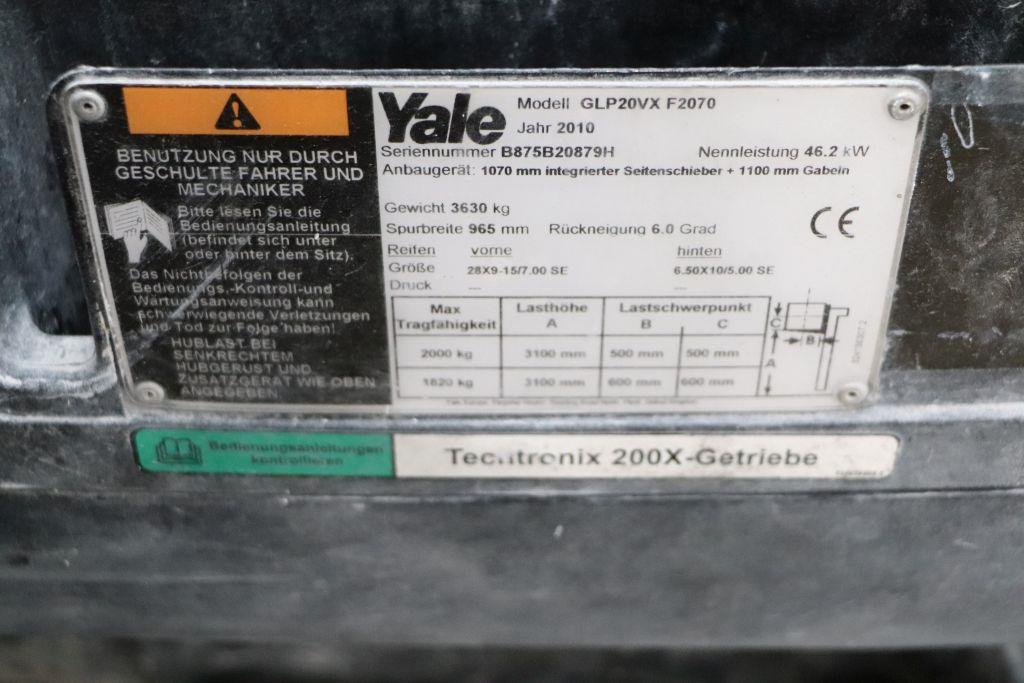 BENUTZUNG NUR DURCH
GESCHULTE FAHRER UND
MECHANIKER
Bitte lesen Sie die
Bedienungsanleitung
(befindet sich unter
oder hinter dem Sitz).
Das Nichtbefolgen der
Bedienungs,-Kontroll-und
Wartungsanweisung kann
schwerwiegende Verletzungen
und Tod zur Folge haben!
HUBLAST BEI
SENKRECHTEM
HUBGERUST UND
ZUSATZGERAT WIE OBEN
ANGEGEBEN
Yale
Modell GLP20VX F2070
Jahr 2010
Seriennummer B875B20879H Nennleistung 46.2 kW
Anbaugerät: 1070 mm integrierter Seitenschieber + 1100 mm Gabeln
Gewicht 3630 kg
Spurbreite 965 mm Rückneigung 6.0 Grad
CE
Reifen vorne hinten
Größe 28X9-15/7.00 SE 6.50X10/5.00 SE
Druck --- ---
Max Tragfähigkeit Lasthöhe A Lastschwerpunkt B C
2000 kg 3100 mm 500 mm 500 mm
1820 kg 3100 mm 600 mm 600 mm
C
B
A
Bedienungsanleitungen
kontrollieren
Techtronix 200X-Getriebe